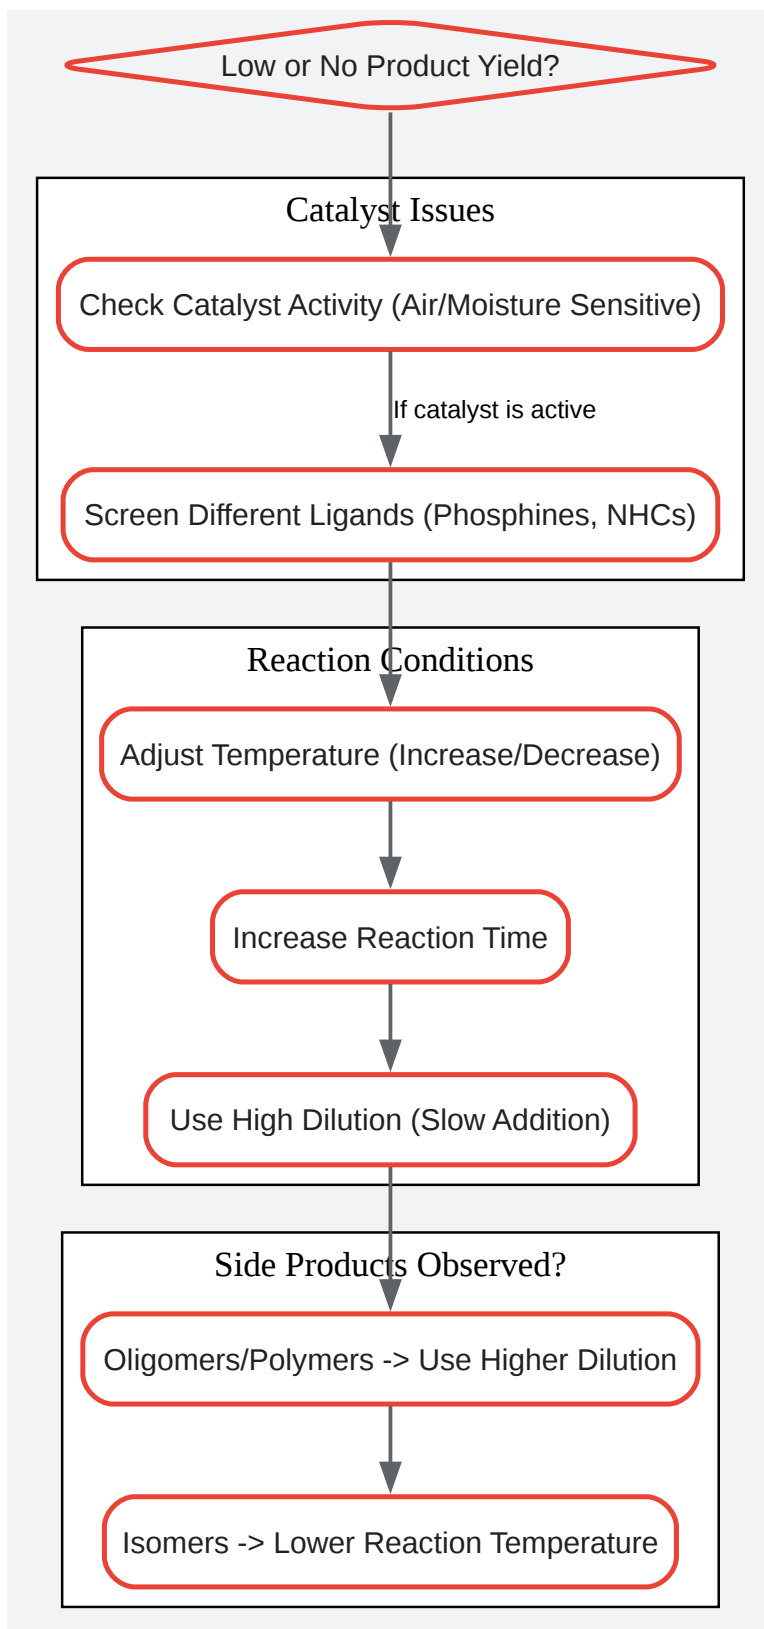 Low or No Product Yield?
Catalyst Issues
Check Catalyst Activity (Air/Moisture Sensitive)
If catalyst is active
Screen Different Ligands (Phosphines, NHCs)
Reaction Conditions
Adjust Temperature (Increase/Decrease)
Increase Reaction Time
Use High Dilution (Slow Addition)
Side Products Observed?
Oligomers/Polymers -> Use Higher Dilution
Isomers -> Lower Reaction Temperature